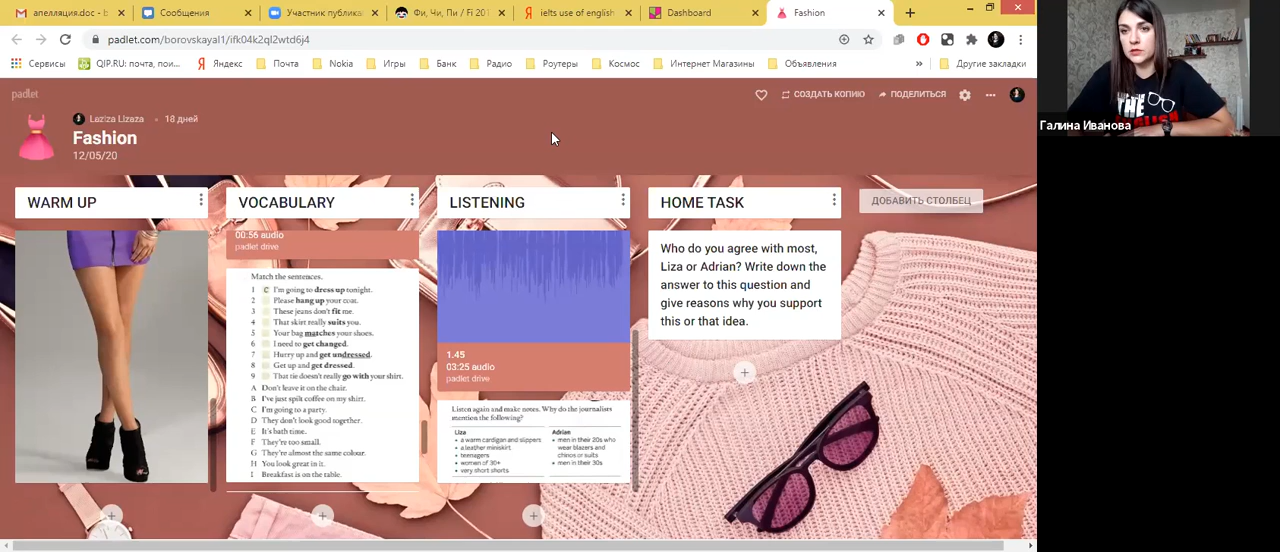 апелляция.doc - b
Сообщения
Участник публика
Фи, Чи, Пи / Fi 201
ielts use of english
Dashboard
Fashion
padlet.com/borovskayal1/ifk04k2ql2wtd6j4
Сервисы
QIP.RU: почта, пои...
Яндекс
Почта
Nokia
Игры
Банк
Радио
Роутеры
Космос
Интернет Магазины
Объявления
»
Другие закладки
Галина Иванова
padlet
СОЗДАТЬ КОПИЮ
ПОДЕЛИТЬСЯ
Laziza Lizaza • 18 дней
Fashion
12/05/20
WARM UP
VOCABULARY
00:56 audio
padlet drive
Match the sentences.
1 c I'm going to dress up tonight.
2 Please hang up your coat.
3 These jeans don't fit me.
4 That skirt really suits you.
5 Your bag matches your shoes.
6 I need to get changed.
7 Hurry up and get undressed.
8 Get up and get dressed.
9 That tie doesn't really go with your shirt.
A Don't leave it on the chair.
B I've just spilt coffee on my shirt.
C I'm going to a party.
D They don't look good together.
E It's bath time.
F They're too small.
G They're almost the same colour.
H You look great in it.
I Breakfast is on the table.
LISTENING
1.45
03:25 audio
padlet drive
Listen again and make notes. Why do the journalists
mention the following?
Liza
• a warm cardigan and slippers
• a leather miniskirt
• teenagers
• women of 30+
• very short shorts
Adrian
• men in their 20s who
wear blazers and
chinos or suits
• men in their 30s
HOME TASK
Who do you agree with most,
Liza or Adrian? Write down the
answer to this question and
give reasons why you support
this or that idea.
ДОБАВИТЬ СТОЛБЕЦ
THE